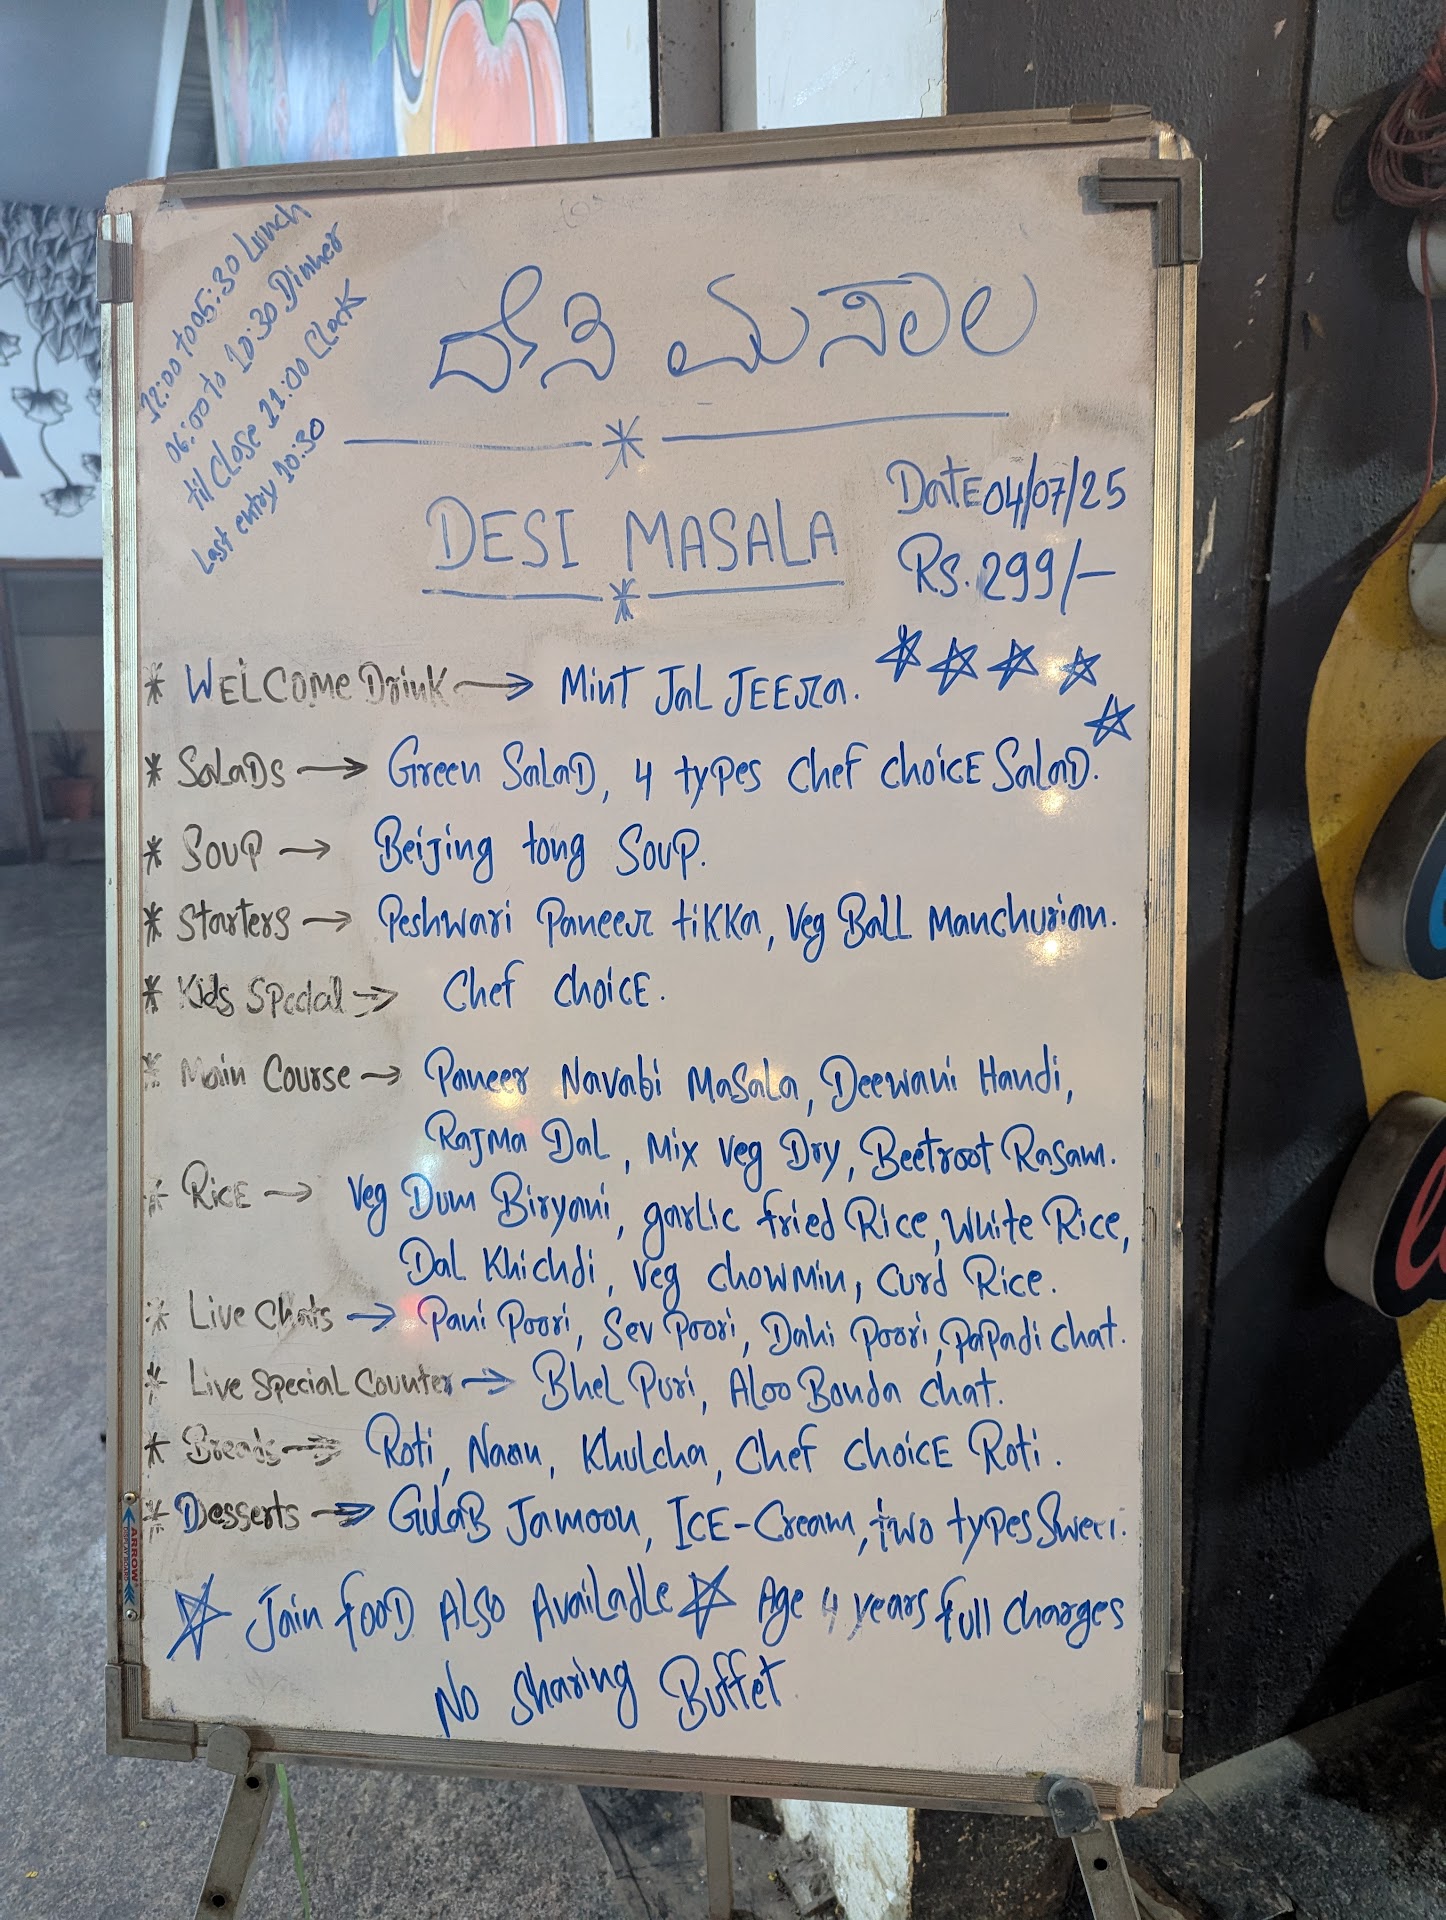 12:00 to 05:30 Lunch
06:00 to 10:30 Dinner
till Close 11:00 Clock
Last entry 10:30
ದೇಸಿ ಮಸಾಲ
DESI MASALA
Date 04/07/25
Rs. 299/-
* WELCOME Drink → Mint Jal JEEra.
* Salads → Green Salad, 4 types Chef choice Salad.
* Soup → Beijing tong Soup.
* Starters → Peshwari Paneer tikka, Veg Ball Manchurian.
* Kids Special → Chef choice.
* Main Course → Paneer Navabi Masala, Deewani Handi,
Rajma Dal, Mix Veg Dry, Beetroot Rasam.
* Rice → Veg Dum Biryani, garlic fried Rice, White Rice,
Dal Khichdi, Veg chowmin, Curd Rice.
* Live Chats → Pani Poori, Sev Poori, Dahi Poori, Papadi chat.
* Live Special Counter → Bhel Puri, Aloo Bonda chat.
* Breads → Roti, Naan, Khulcha, Chef choice Roti.
* Desserts → Gulab Jamoon, Ice-Cream, two types Sweet.
Jain food Also Available Age 4 years full charges
No sharing Buffet
ARROW